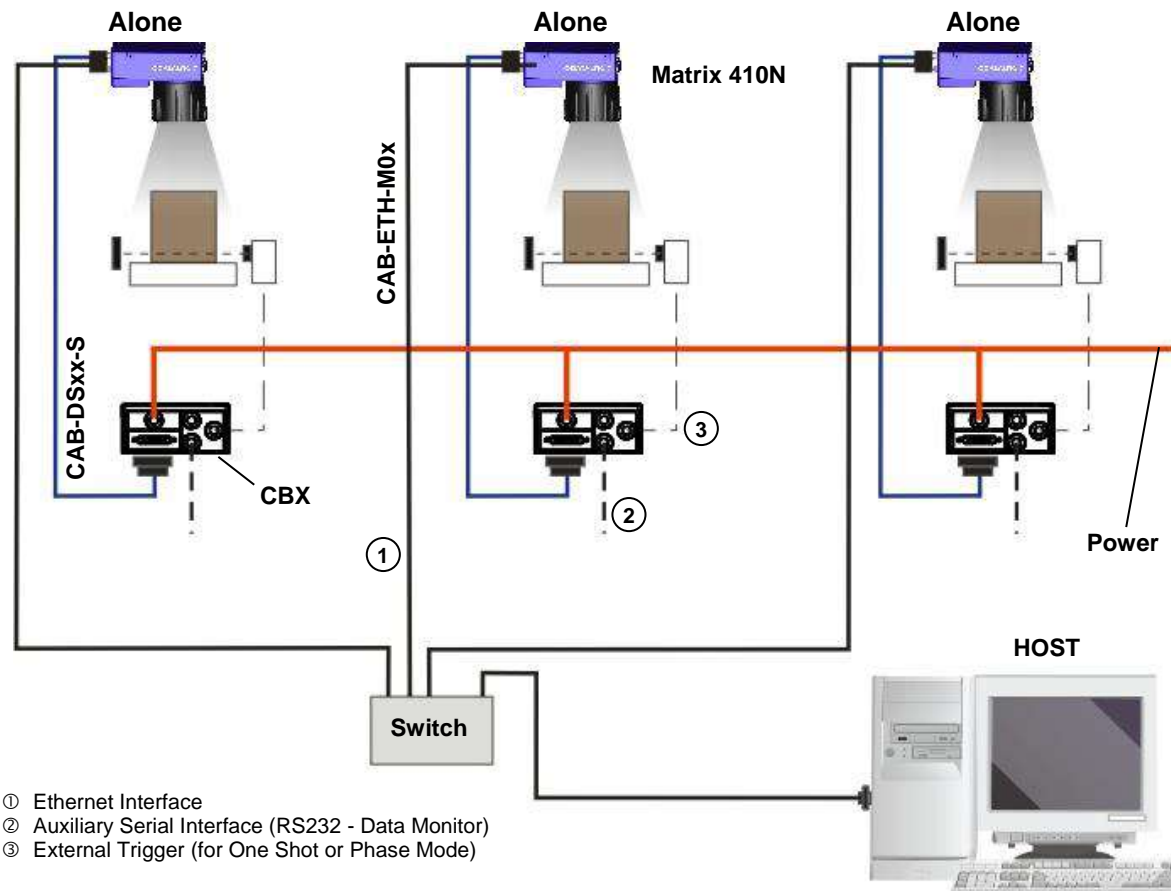 Alone
Alone
Alone
Matrix 410N
CAB-ETH-M0x
CAB-DSxx-S
③
CBX
②
①
Power
HOST
Switch
① Ethernet Interface
② Auxiliary Serial Interface (RS232 - Data Monitor)
③ External Trigger (for One Shot or Phase Mode)